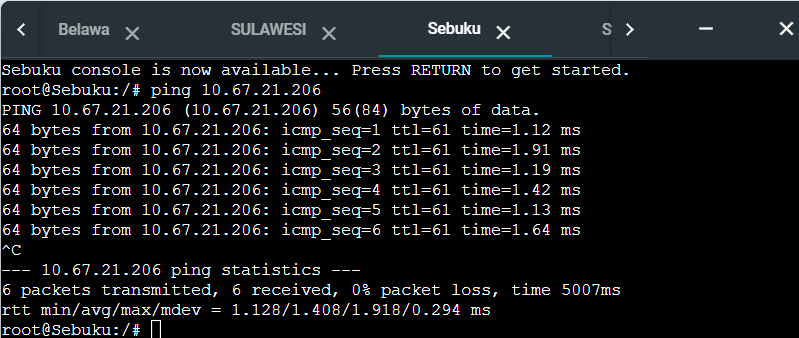 Belawa
SULAWESI
Sebuku
S
Sebuku console is now available... Press RETURN to get started.
root@Sebuku:/# ping 10.67.21.206
PING 10.67.21.206 (10.67.21.206) 56(84) bytes of data.
64 bytes from 10.67.21.206: icmp_seq=1 ttl=61 time=1.12 ms
64 bytes from 10.67.21.206: icmp_seq=2 ttl=61 time=1.91 ms
64 bytes from 10.67.21.206: icmp_seq=3 ttl=61 time=1.19 ms
64 bytes from 10.67.21.206: icmp_seq=4 ttl=61 time=1.42 ms
64 bytes from 10.67.21.206: icmp_seq=5 ttl=61 time=1.13 ms
64 bytes from 10.67.21.206: icmp_seq=6 ttl=61 time=1.64 ms
^C
--- 10.67.21.206 ping statistics ---
6 packets transmitted, 6 received, 0% packet loss, time 5007ms
rtt min/avg/max/mdev = 1.128/1.408/1.918/0.294 ms
root@Sebuku:/#